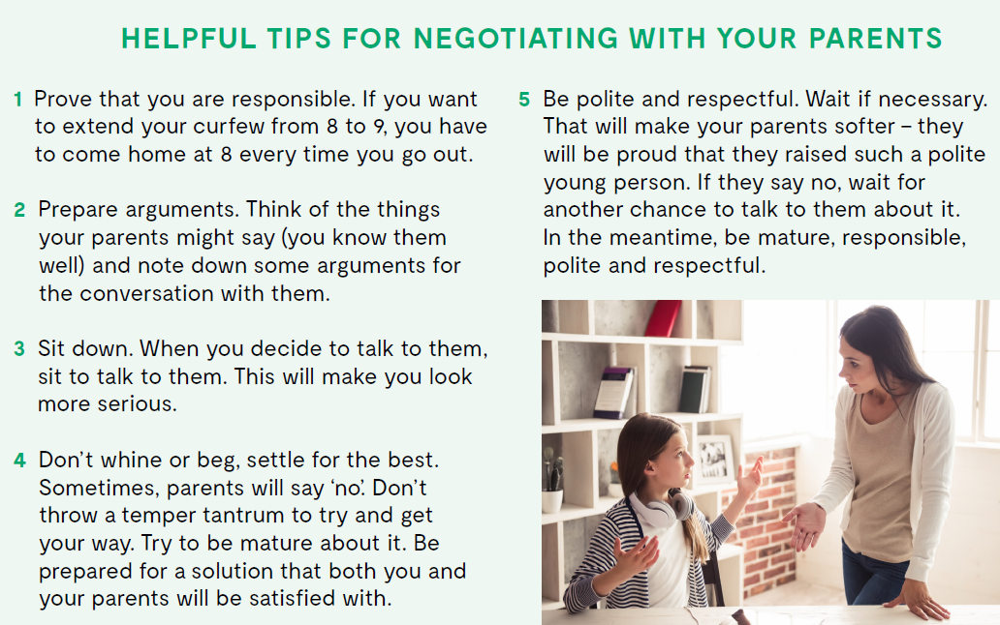 HELPFUL TIPS FOR NEGOTIATING WITH YOUR PARENTS
1 Prove that you are responsible. If you want
to extend your curfew from 8 to 9, you have
to come home at 8 every time you go out.
2 Prepare arguments. Think of the things
your parents might say (you know them
well) and note down some arguments for
the conversation with them.
3 Sit down. When you decide to talk to them,
sit to talk to them. This will make you look
more serious.
4 Don’t whine or beg, settle for the best.
Sometimes, parents will say ‘no’. Don’t
throw a temper tantrum to try and get
your way. Try to be mature about it. Be
prepared for a solution that both you and
your parents will be satisfied with.
5 Be polite and respectful. Wait if necessary.
That will make your parents softer – they
will be proud that they raised such a polite
young person. If they say no, wait for
another chance to talk to them about it.
In the meantime, be mature, responsible,
polite and respectful.